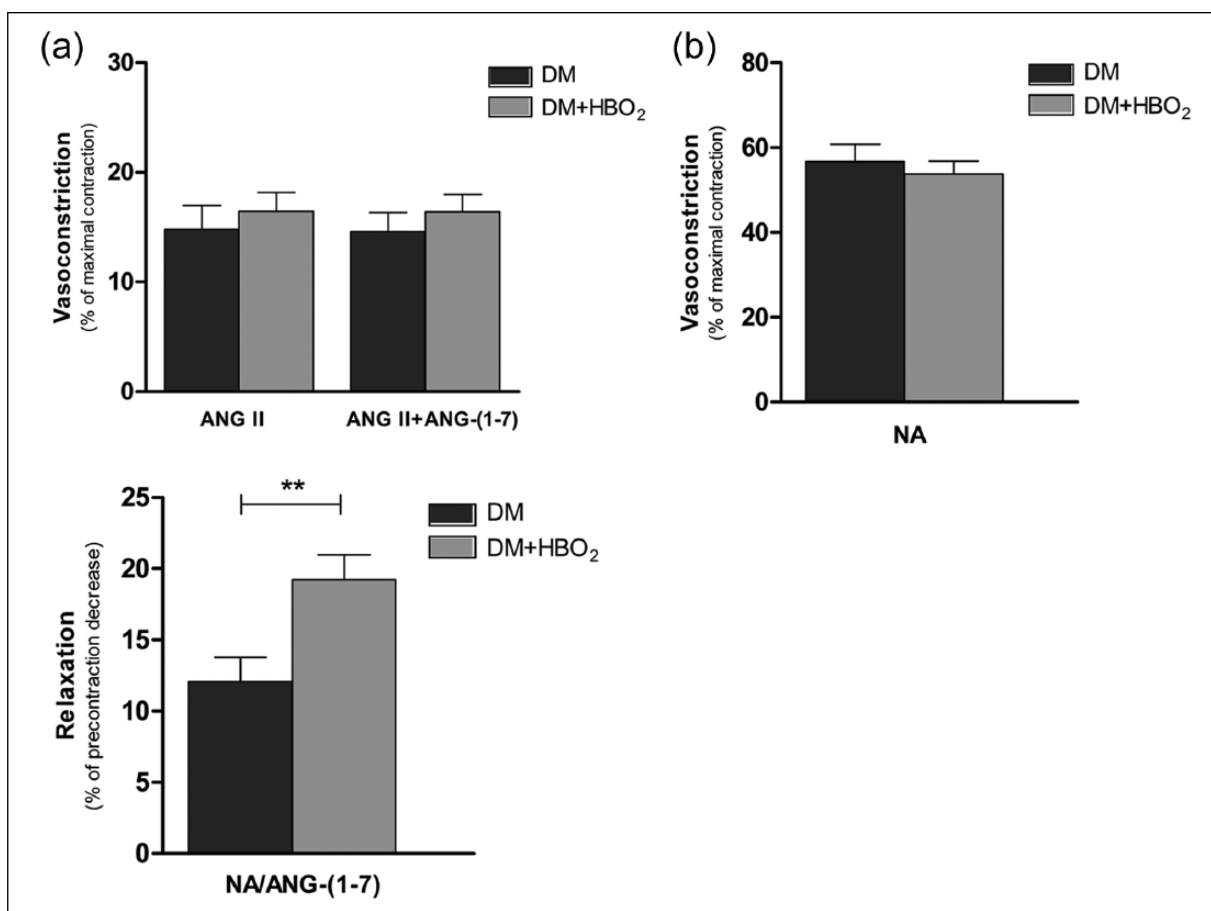 (a)
30
20
10
0
Vasoconstriction
(% of maximal contraction)
DM
DM+HBO₂
ANG II
ANG II+ANG-(1-7)
(b)
80
60
40
20
0
Vasoconstriction
(% of maximal contraction)
DM
DM+HBO₂
NA
25
20
15
10
5
0
Relaxation
(% of precontraction decrease)
**
DM
DM+HBO₂
NA/ANG-(1-7)